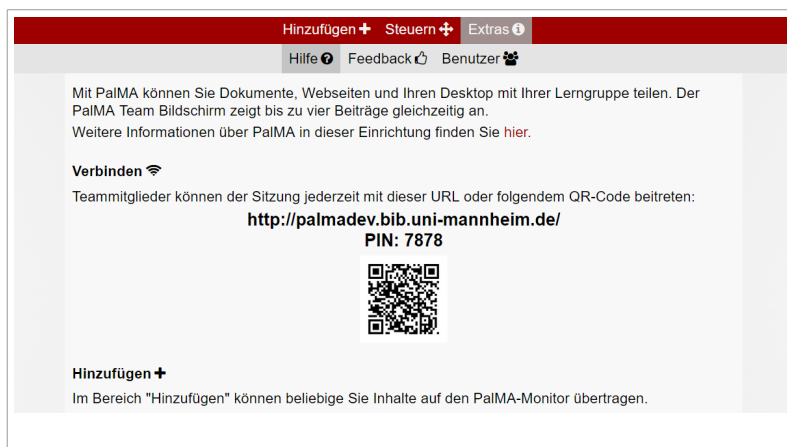 Hinzufügen Steuern Extras
Hilfe Feedback Benutzer
Mit PalMA können Sie Dokumente, Webseiten und Ihren Desktop mit Ihrer Lerngruppe teilen. Der
PalMA Team Bildschirm zeigt bis zu vier Beiträge gleichzeitig an.
Weitere Informationen über PalMA in dieser Einrichtung finden Sie hier.
Verbinden
Teammitglieder können der Sitzung jederzeit mit dieser URL oder folgendem QR-Code beitreten:
http://palmadev.bib.uni-mannheim.de/
PIN: 7878
Hinzufügen
Im Bereich "Hinzufügen" können beliebige Sie Inhalte auf den PalMA-Monitor übertragen.